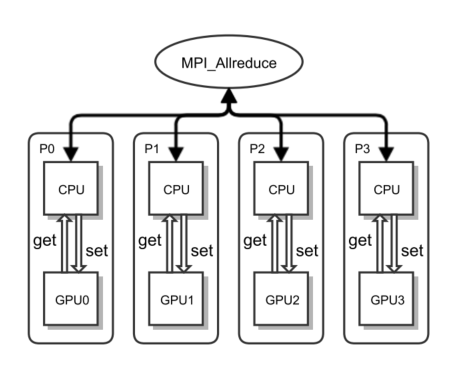 MPI_Allreduce
P0
P1
P2
P3
CPU
CPU
CPU
CPU
get
set
get
set
get
set
get
set
GPU0
GPU1
GPU2
GPU3